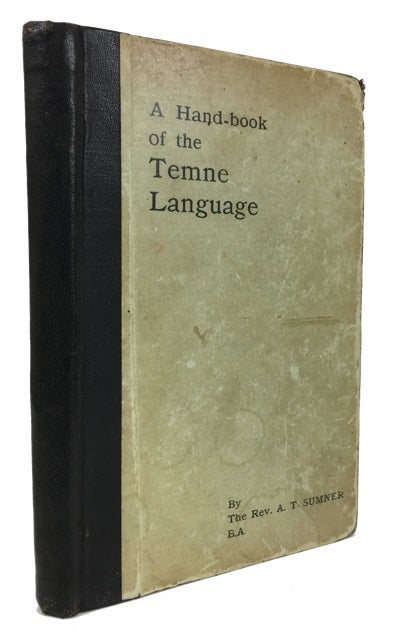 A Hand-book
of the
Temne
Language
By
The Rev. A. T. SUMNER
B.A.